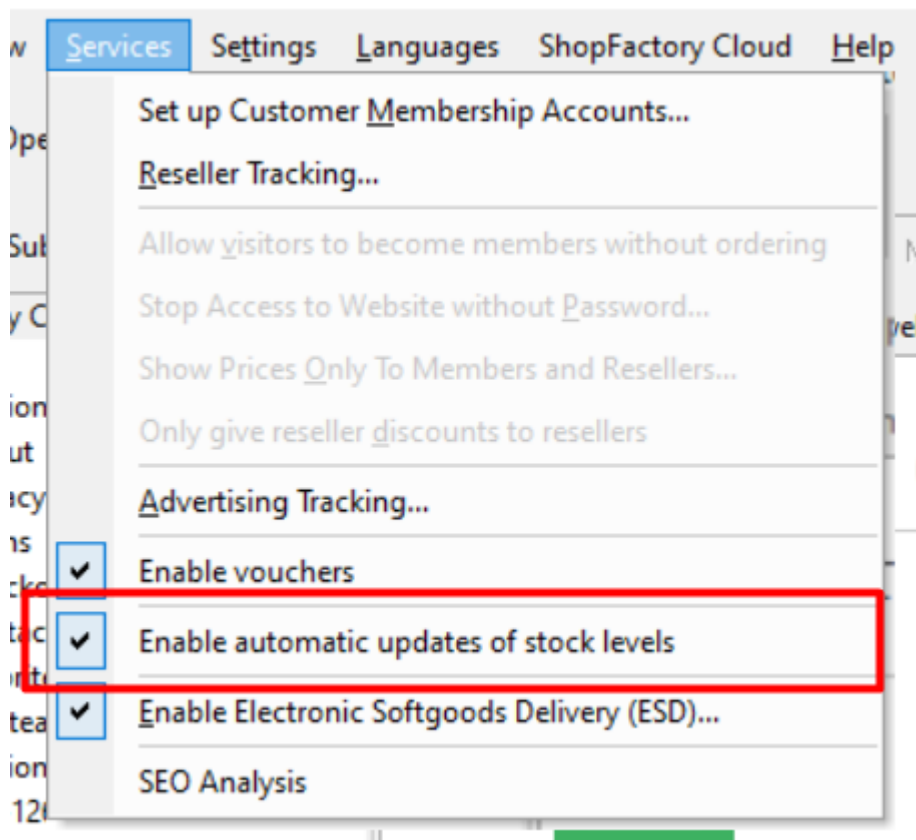 Services Settings Languages ShopFactory Cloud Help
Set up Customer Membership Accounts...
Reseller Tracking...
Allow visitors to become members without ordering
Stop Access to Website without Password...
Show Prices Only To Members and Resellers...
Only give reseller discounts to resellers
Advertising Tracking...
Enable vouchers
Enable automatic updates of stock levels
Enable Electronic Softgoods Delivery (ESD)...
SEO Analysis